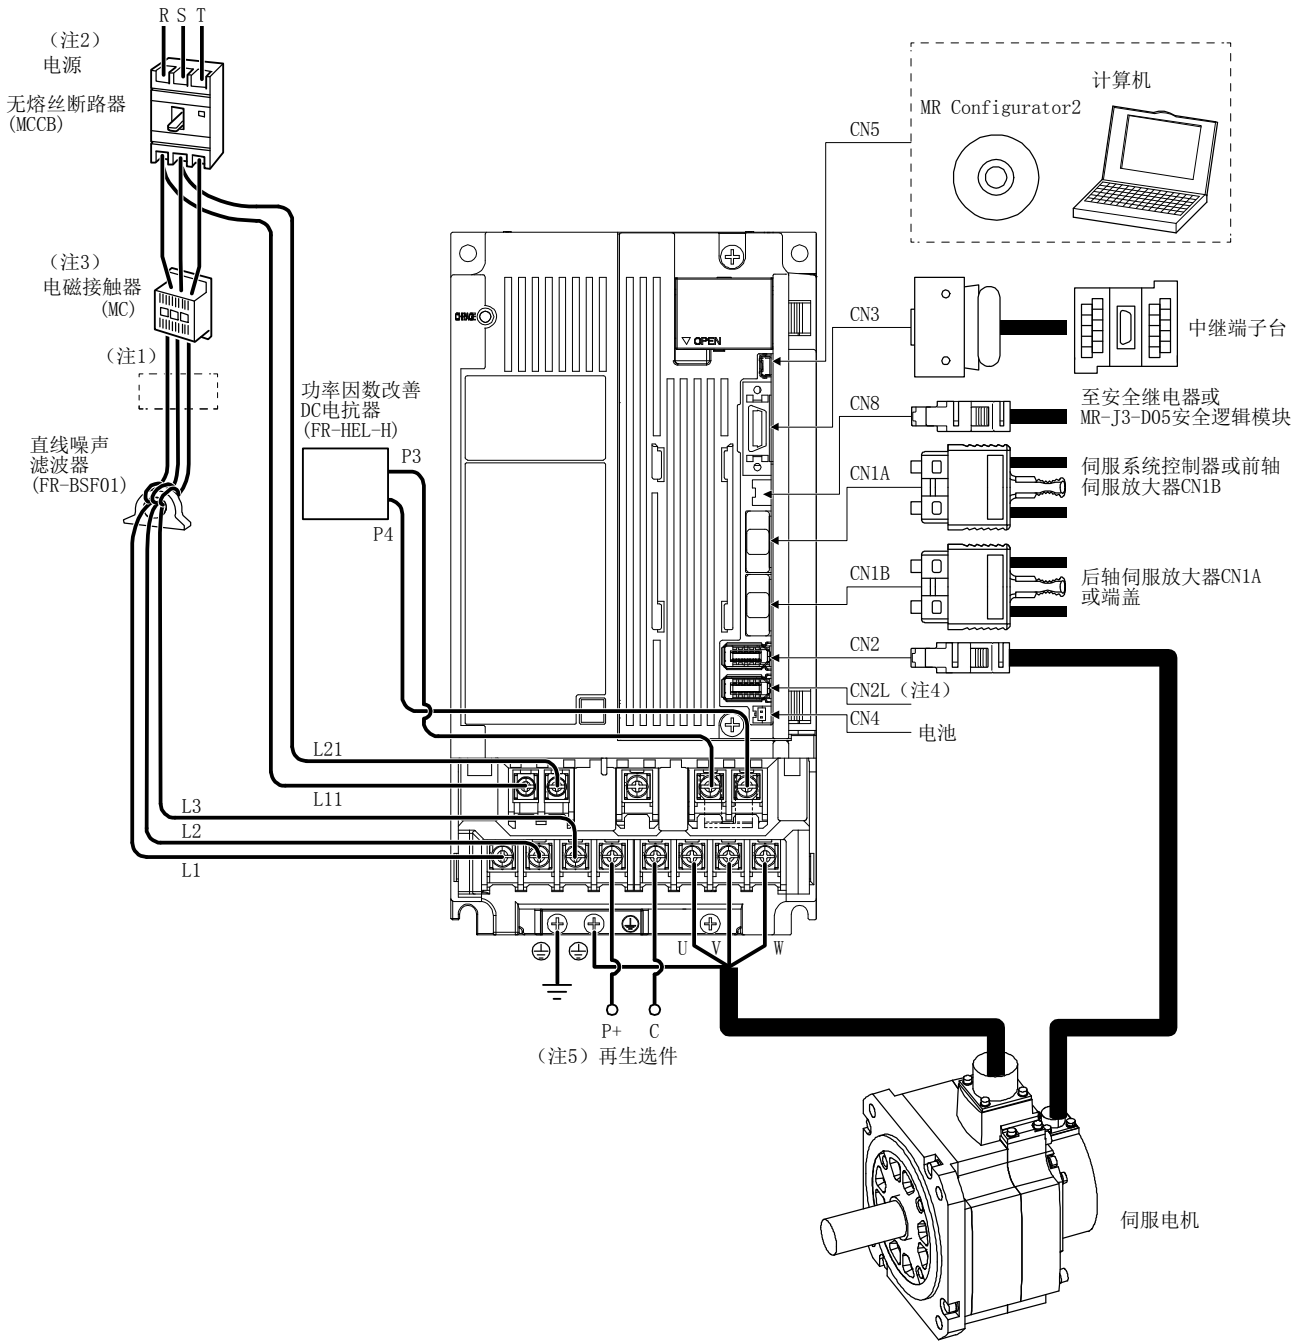 R S T
（注2）
电源
无熔丝断路器
(MCCB)
（注3）
电磁接触器
(MC)
（注1）
直线噪声
滤波器
(FR-BSF01)
功率因数改善
DC电抗器
(FR-HEL-H)
P3
P4
L21
L11
L3
L2
L1
CHARGE
OPEN
U
V
W
P+
C
（注5）再生选件
CN5
MR Configurator2
计算机
CN3
中继端子台
CN8
至安全继电器或
MR-J3-D05安全逻辑模块
CN1A
伺服系统控制器或前轴
伺服放大器CN1B
CN1B
后轴伺服放大器CN1A
或端盖
CN2
CN2L（注4）
CN4
电池
伺服电机